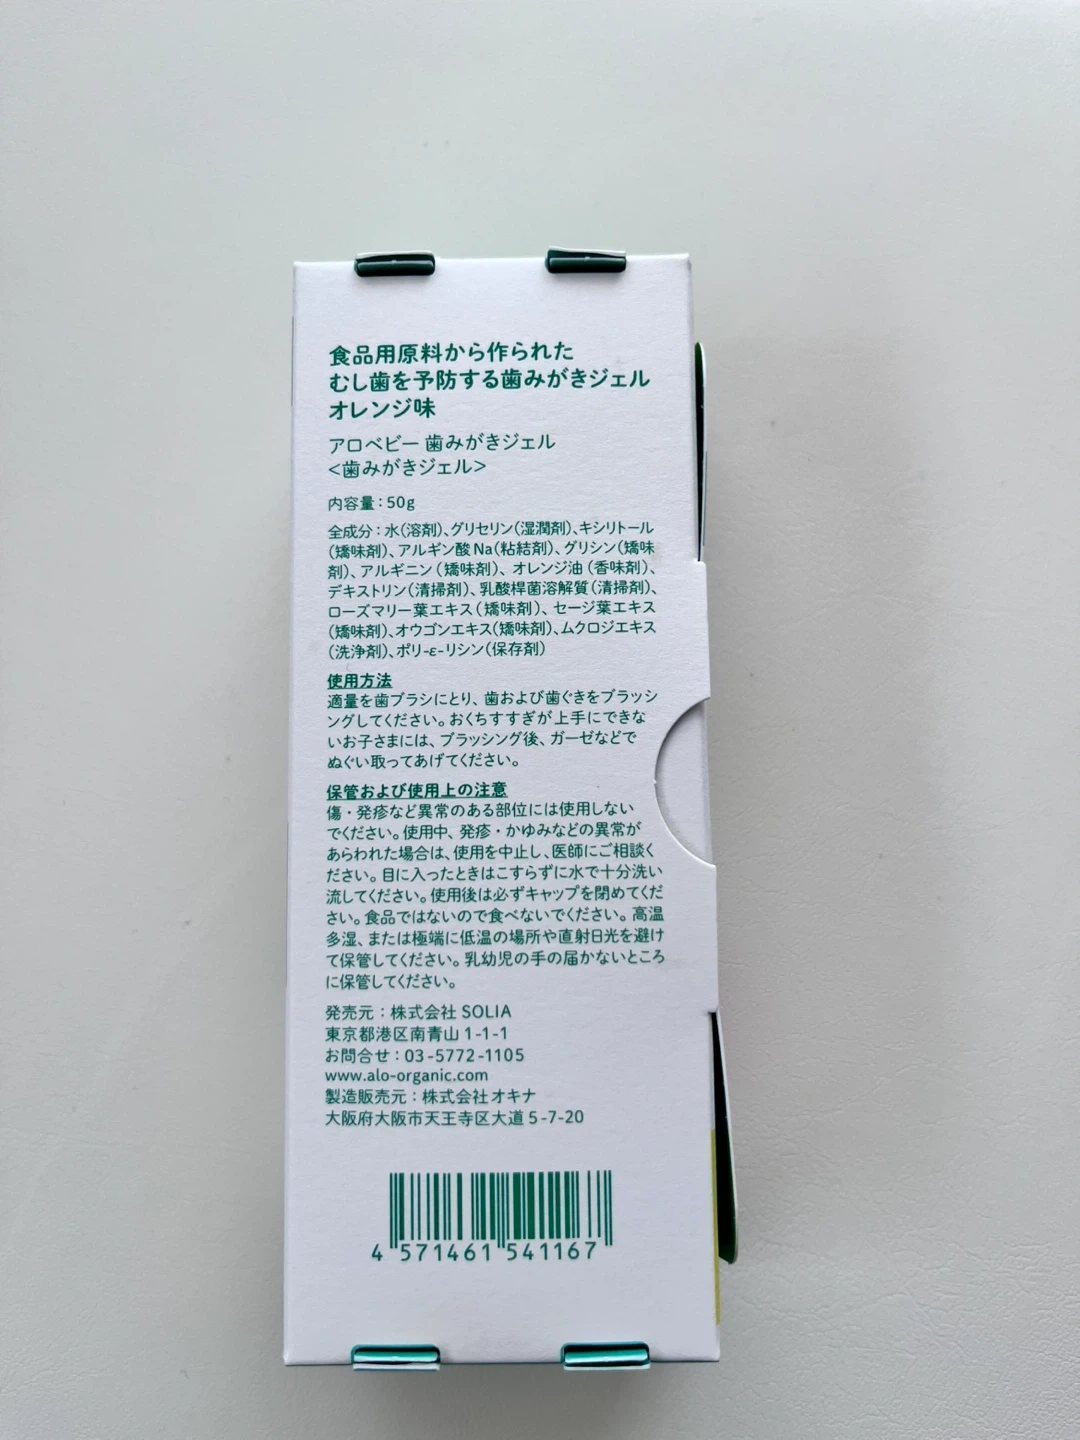 食品用原料から作られた
むし歯を予防する歯みがきジェル
オレンジ味
アロベビー 歯みがきジェル
<歯みがきジェル>
内容量：50g
全成分：水(溶剤)、グリセリン(湿潤剤)、キシリトール
(矯味剤)、アルギン酸Na(粘結剤)、グリシン(矯味
剤)、アルギニン(矯味剤)、オレンジ油(香味剤)、
デキストリン(清掃剤)、乳酸桿菌溶解質(清掃剤)、
ローズマリー葉エキス(矯味剤)、セージ葉エキス
(矯味剤)、オウゴンエキス(矯味剤)、ムクロジエキス
(洗浄剤)、ポリ-ε-リシン(保存剤)
使用方法
適量を歯ブラシにとり、歯および歯ぐきをブラッシ
ングしてください。おくちすすぎが上手にできな
いお子さまには、ブラッシング後、ガーゼなどで
ぬぐい取ってあげてください。
保管および使用上の注意
傷・発疹など異常のある部位には使用しない
でください。使用中、発疹・かゆみなどの異常が
あらわれた場合は、使用を中止し、医師にご相談く
ださい。目に入ったときはこすらずに水で十分洗い
流してください。使用後は必ずキャップを閉めてくだ
さい。食品ではないので食べないでください。高温
多湿、または極端に低温の場所や直射日光を避け
て保管してください。乳幼児の手の届かないところ
に保管してください。
発売元：株式会社 SOLIA
東京都港区南青山 1-1-1
お問合せ：03-5772-1105
www.alo-organic.com
製造販売元：株式会社オキナ
大阪府大阪市天王寺区大道 5-7-20
4 571461 541167